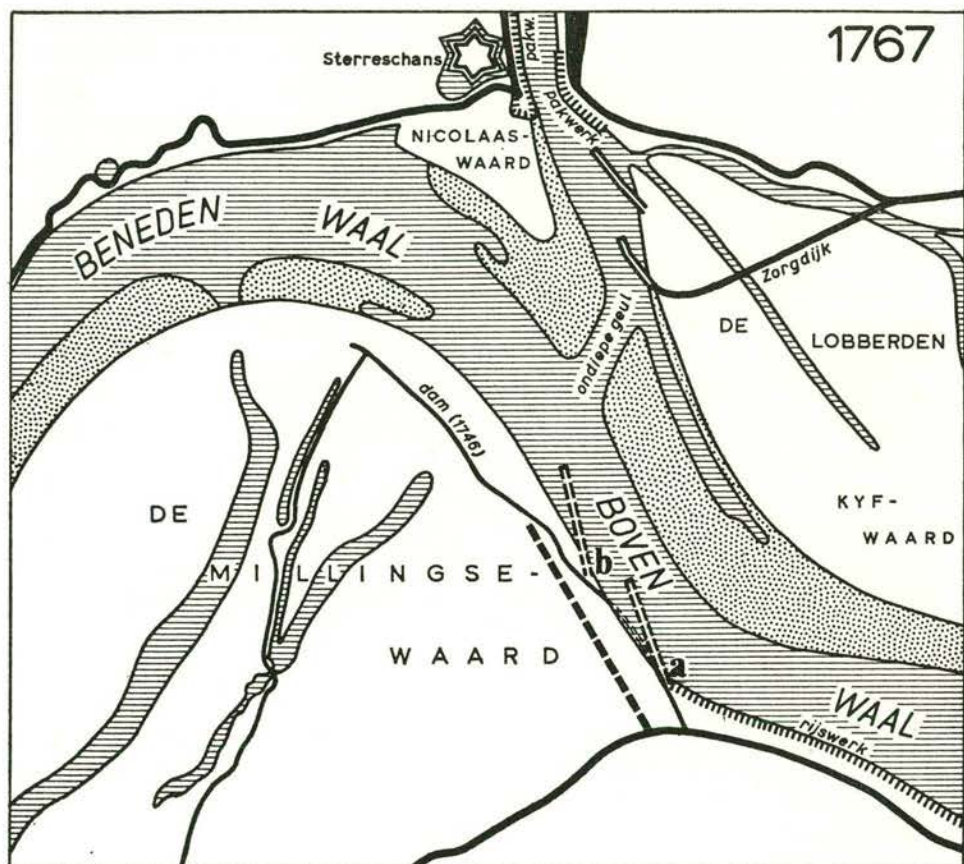 1767
Sterreschans
pakw.
pakwerk
NICOLAAS-
WAARD
BENEDEN WAAL
Zorgdijk
ondiepe geul
DE LOBBERDEN
dam (1746)
KYF-
WAARD
DE
MILLINGSE-
WAARD
BOVEN
b
a
WAAL
rijswerk